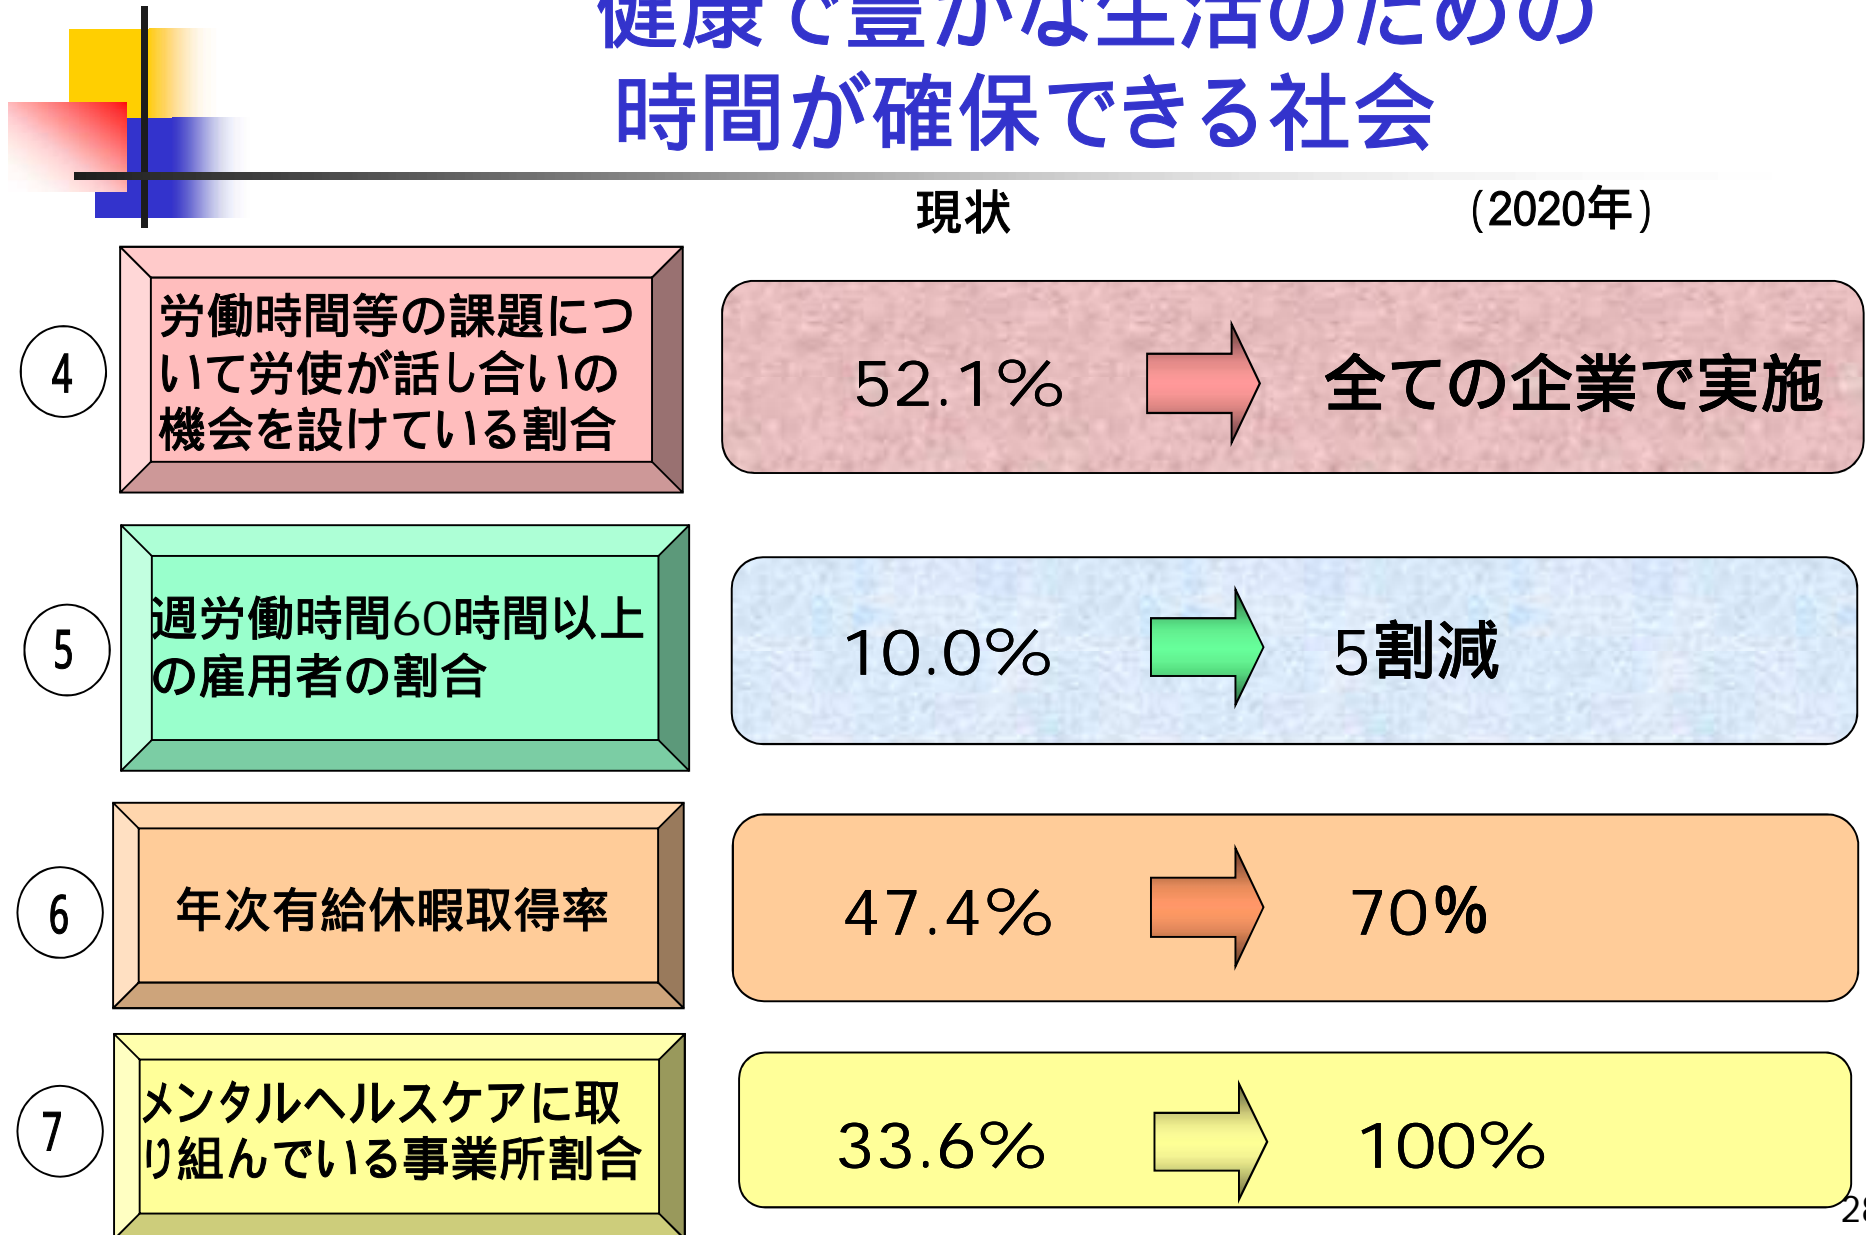 健康で豊かな生活のための
時間が確保できる社会
現状
(2020年)
4
労働時間等の課題につ
いて労使が話し合いの
機会を設けている割合
52.1%
全ての企業で実施
5
週労働時間60時間以上
の雇用者の割合
10.0%
5割減
6
年次有給休暇取得率
47.4%
70%
7
メンタルヘルスケアに取
り組んでいる事業所割合
33.6%
100%
28